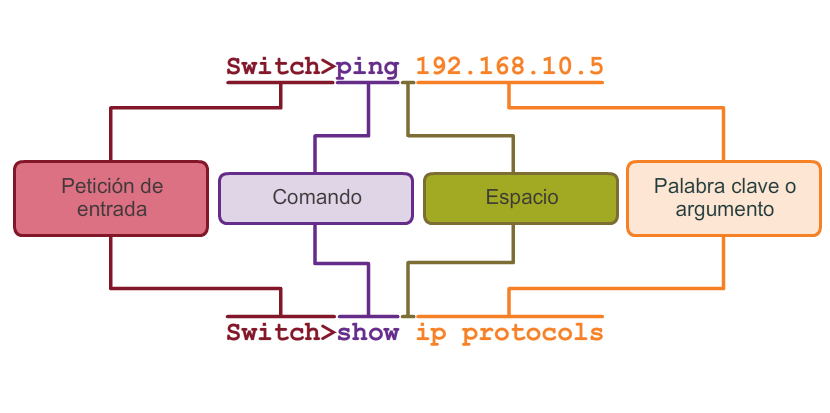 Switch>ping 192.168.10.5
Petición de
entrada
Comando
Espacio
Palabra clave o
argumento
Switch>show ip protocols